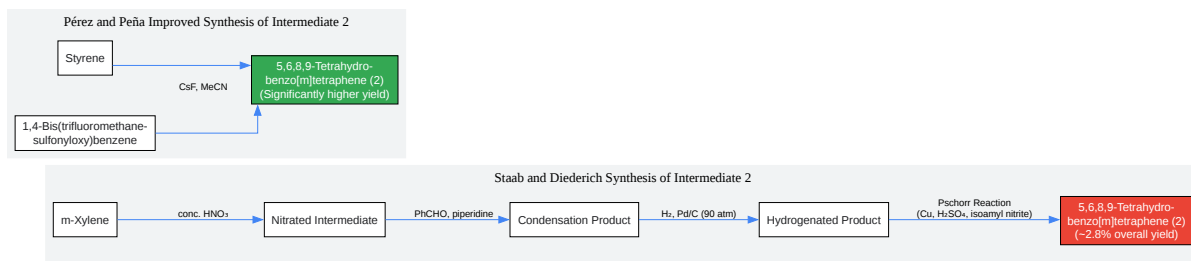 Pérez and Peña Improved Synthesis of Intermediate 2
Styrene
CsF, MeCN
5,6,8,9-Tetrahydro-
benzo[m]tetraphene (2)
(Significantly higher yield)
1,4-Bis(trifluoromethane-
sulfonyloxy)benzene
Staab and Diederich Synthesis of Intermediate 2
m-Xylene
conc. HNO₃
Nitrated Intermediate
PhCHO, piperidine
Condensation Product
H₂, Pd/C (90 atm)
Hydrogenated Product
Pschorr Reaction
(Cu, H₂SO₄, isoamyl nitrite)
5,6,8,9-Tetrahydro-
benzo[m]tetraphene (2)
(~2.8% overall yield)